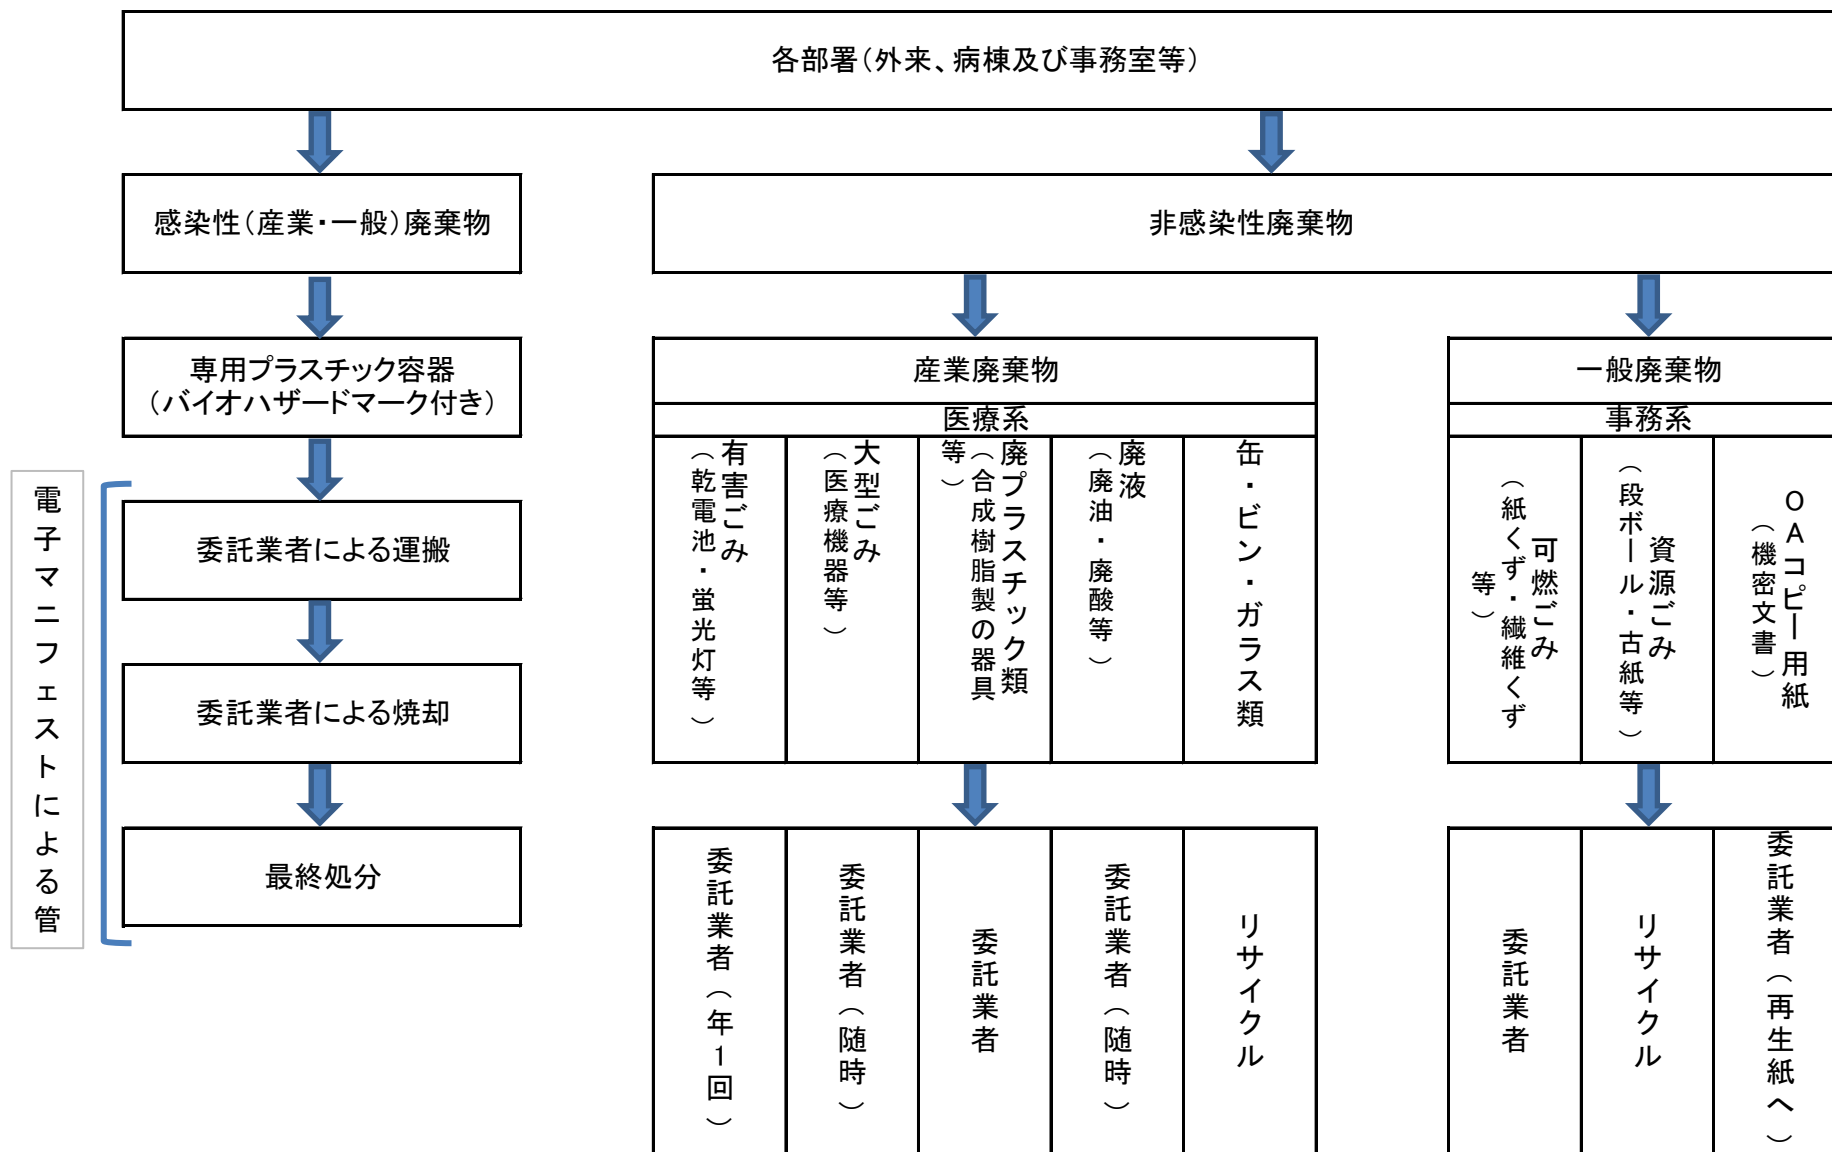 各部署（外来、病棟及び事務室等）
感染性（産業・一般）廃棄物
非感染性廃棄物
専用プラスチック容器
（バイオハザードマーク付き）
産業廃棄物
一般廃棄物
医療系
事務系
有害ごみ
（乾電池・蛍光灯等）
大型ごみ
（医療機器等）
廃プラスチック類
（合成樹脂製の器具
等）
廃液
（廃油・廃酸等）
缶・ビン・ガラス類
可燃ごみ
（紙くず・繊維くず
等）
資源ごみ
（段ボール・古紙等）
ＯＡコピー用紙
（機密文書）
電子マニフェストによる管
委託業者による運搬
委託業者による焼却
最終処分
委託業者（年１回）
委託業者（随時）
委託業者
委託業者（随時）
リサイクル
委託業者
リサイクル
委託業者（再生紙へ）